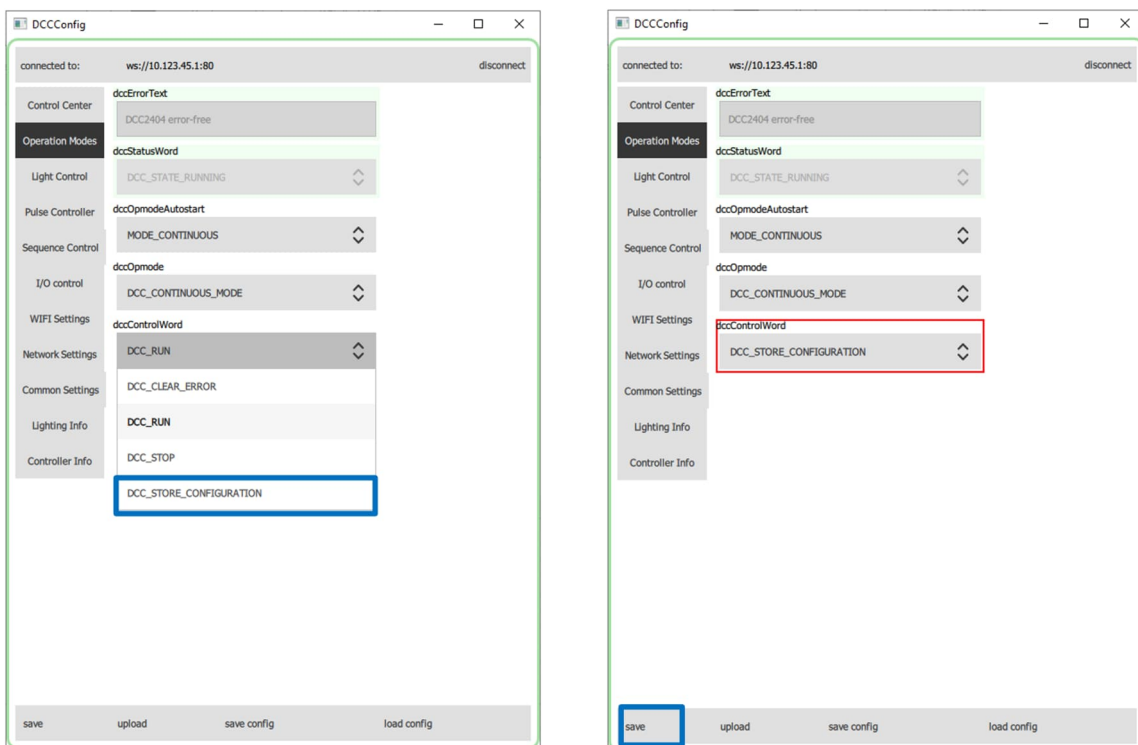 DCCConfig
connected to: ws://10.123.45.1:80 disconnect
Control Center
Operation Modes
Light Control
Pulse Controller
Sequence Control
I/O control
WIFI Settings
Network Settings
Common Settings
Lighting Info
Controller Info
dccErrorText
DCC2404 error-free
dccStatusWord
DCC_STATE_RUNNING
dccOpmodeAutostart
MODE_CONTINUOUS
dccOpmode
DCC_CONTINUOUS_MODE
dccControlWord
DCC_RUN
DCC_CLEAR_ERROR
DCC_RUN
DCC_STOP
DCC_STORE_CONFIGURATION
save upload save config load config
DCCConfig
connected to: ws://10.123.45.1:80 disconnect
Control Center
Operation Modes
Light Control
Pulse Controller
Sequence Control
I/O control
WIFI Settings
Network Settings
Common Settings
Lighting Info
Controller Info
dccErrorText
DCC2404 error-free
dccStatusWord
DCC_STATE_RUNNING
dccOpmodeAutostart
MODE_CONTINUOUS
dccOpmode
DCC_CONTINUOUS_MODE
dccControlWord
DCC_STORE_CONFIGURATION
save upload save config load config